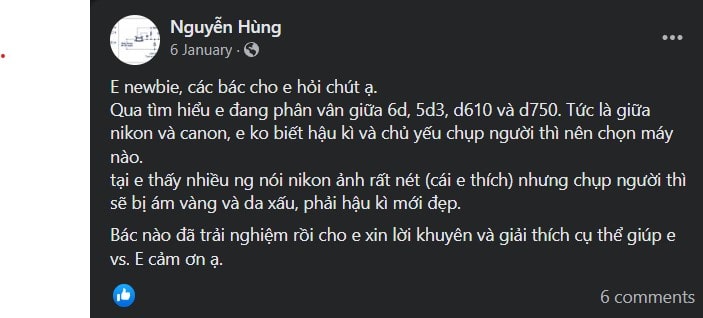 Nguyễn Hùng
6 January ·
E newbie, các bác cho e hỏi chút ạ.
Qua tìm hiểu e đang phân vân giữa 6d, 5d3, d610 và d750. Tức là giữa
nikon và canon, e ko biết hậu kì và chủ yếu chụp người thì nên chọn máy
nào.
tại e thấy nhiều ng nói nikon ảnh rất nét (cái e thích) nhưng chụp người thì
sẽ bị ám vàng và da xấu, phải hậu kì mới đẹp.
Bác nào đã trải nghiệm rồi cho e xin lời khuyên và giải thích cụ thể giúp e
vs. E cảm ơn ạ.
6 comments